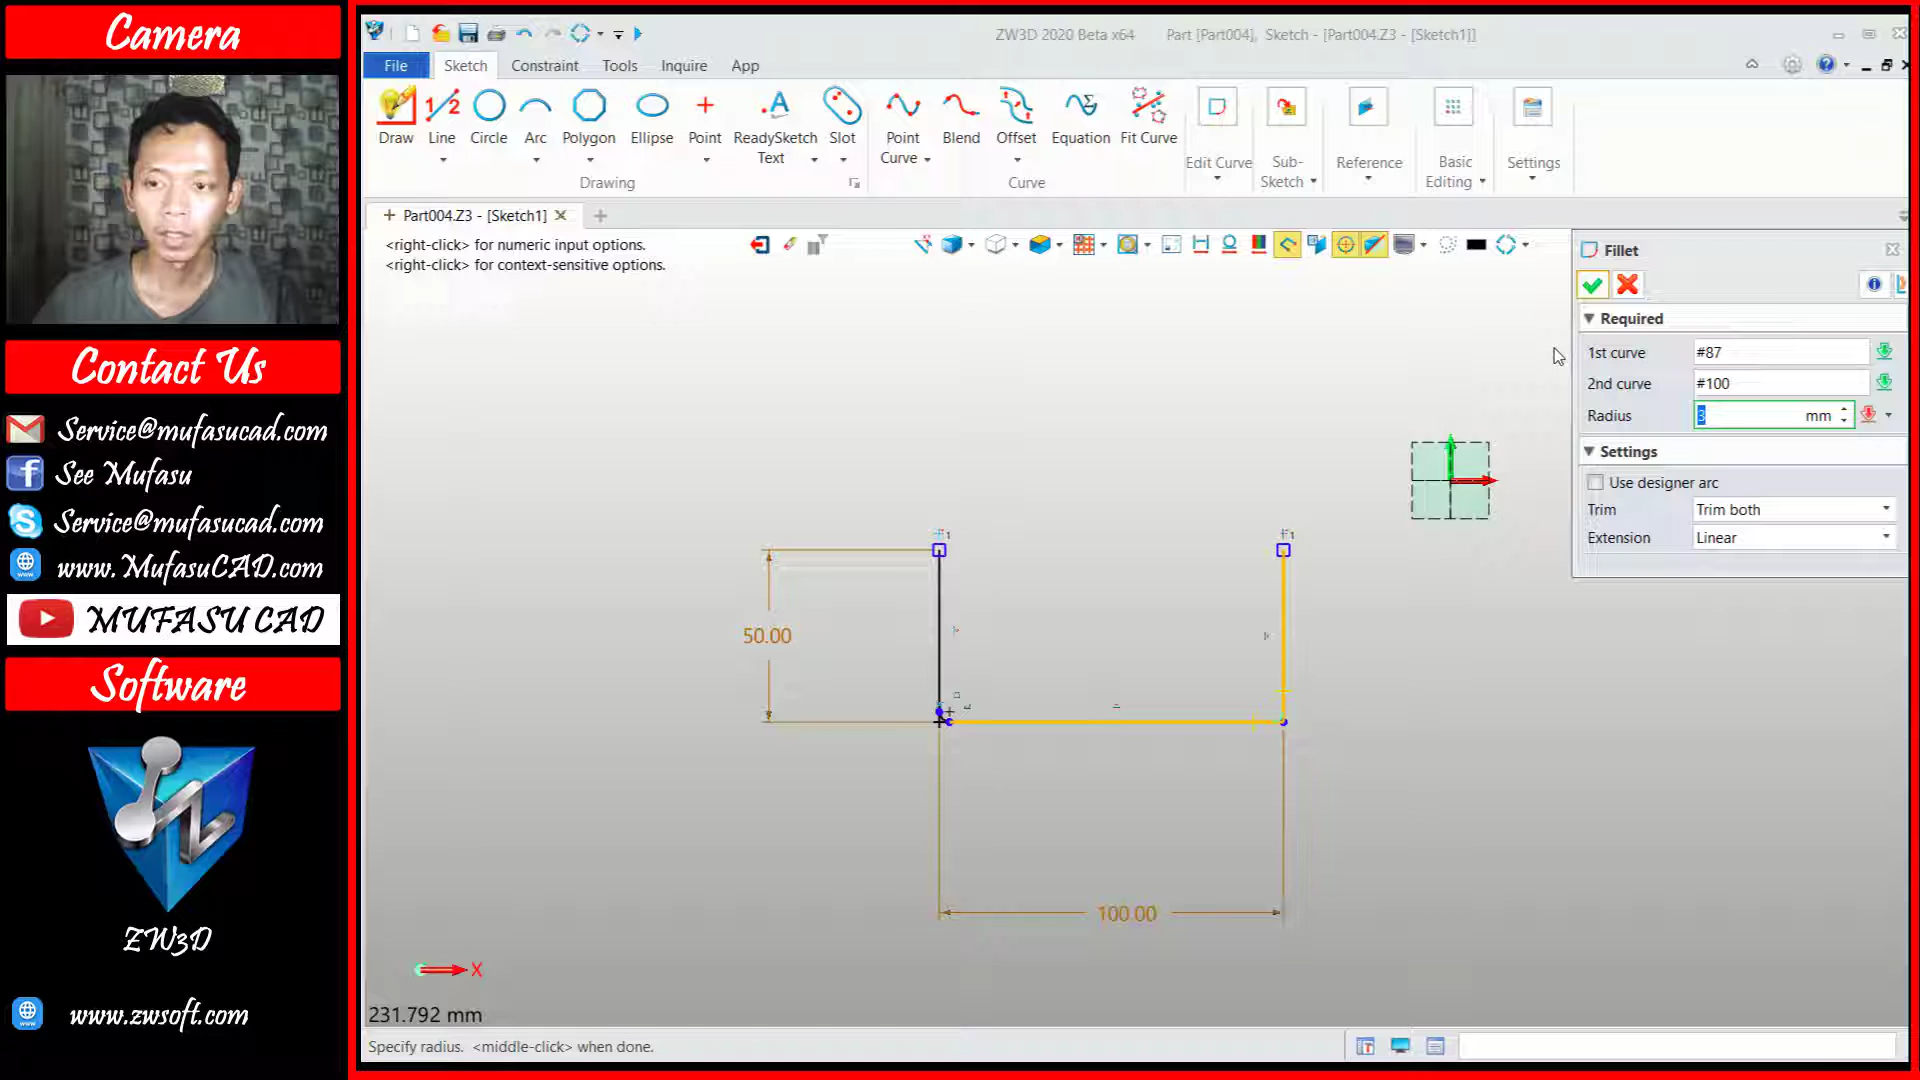 Camera
Contact Us
Service@mufasucad.com
See Mufasu
Service@mufasucad.com
www.MufasuCAD.com
MUFASU CAD
Software
ZW3D
www.zwsoft.com
ZW3D 2020 Beta x64 Part [Part004], Sketch - [Part004.Z3 - [Sketch1]]
File Sketch Constraint Tools Inquire App
Draw Line Circle Arc Polygon Ellipse Point ReadySketch Text Slot
Drawing
Point Curve Blend Offset Equation Fit Curve
Curve
Edit Curve Sub-Sketch Reference Basic Editing Settings
Part004.Z3 - [Sketch1]
<right-click> for numeric input options.
<right-click> for context-sensitive options.
Fillet
Required
1st curve #87
2nd curve #100
Radius 3 mm
Settings
Use designer arc
Trim Trim both
Extension Linear
50.00
100.00
X
231.792 mm
Specify radius. <middle-click> when done.